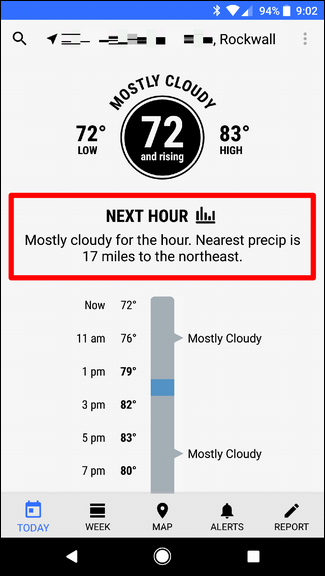 94% 9:02
, Rockwall
MOSTLY CLOUDY
72° LOW
72 and rising
83° HIGH
NEXT HOUR
Mostly cloudy for the hour. Nearest precip is
17 miles to the northeast.
Now 72°
11 am 76° Mostly Cloudy
1 pm 79°
3 pm 82°
5 pm 83° Mostly Cloudy
7 pm 80°
TODAY WEEK MAP ALERTS REPORT